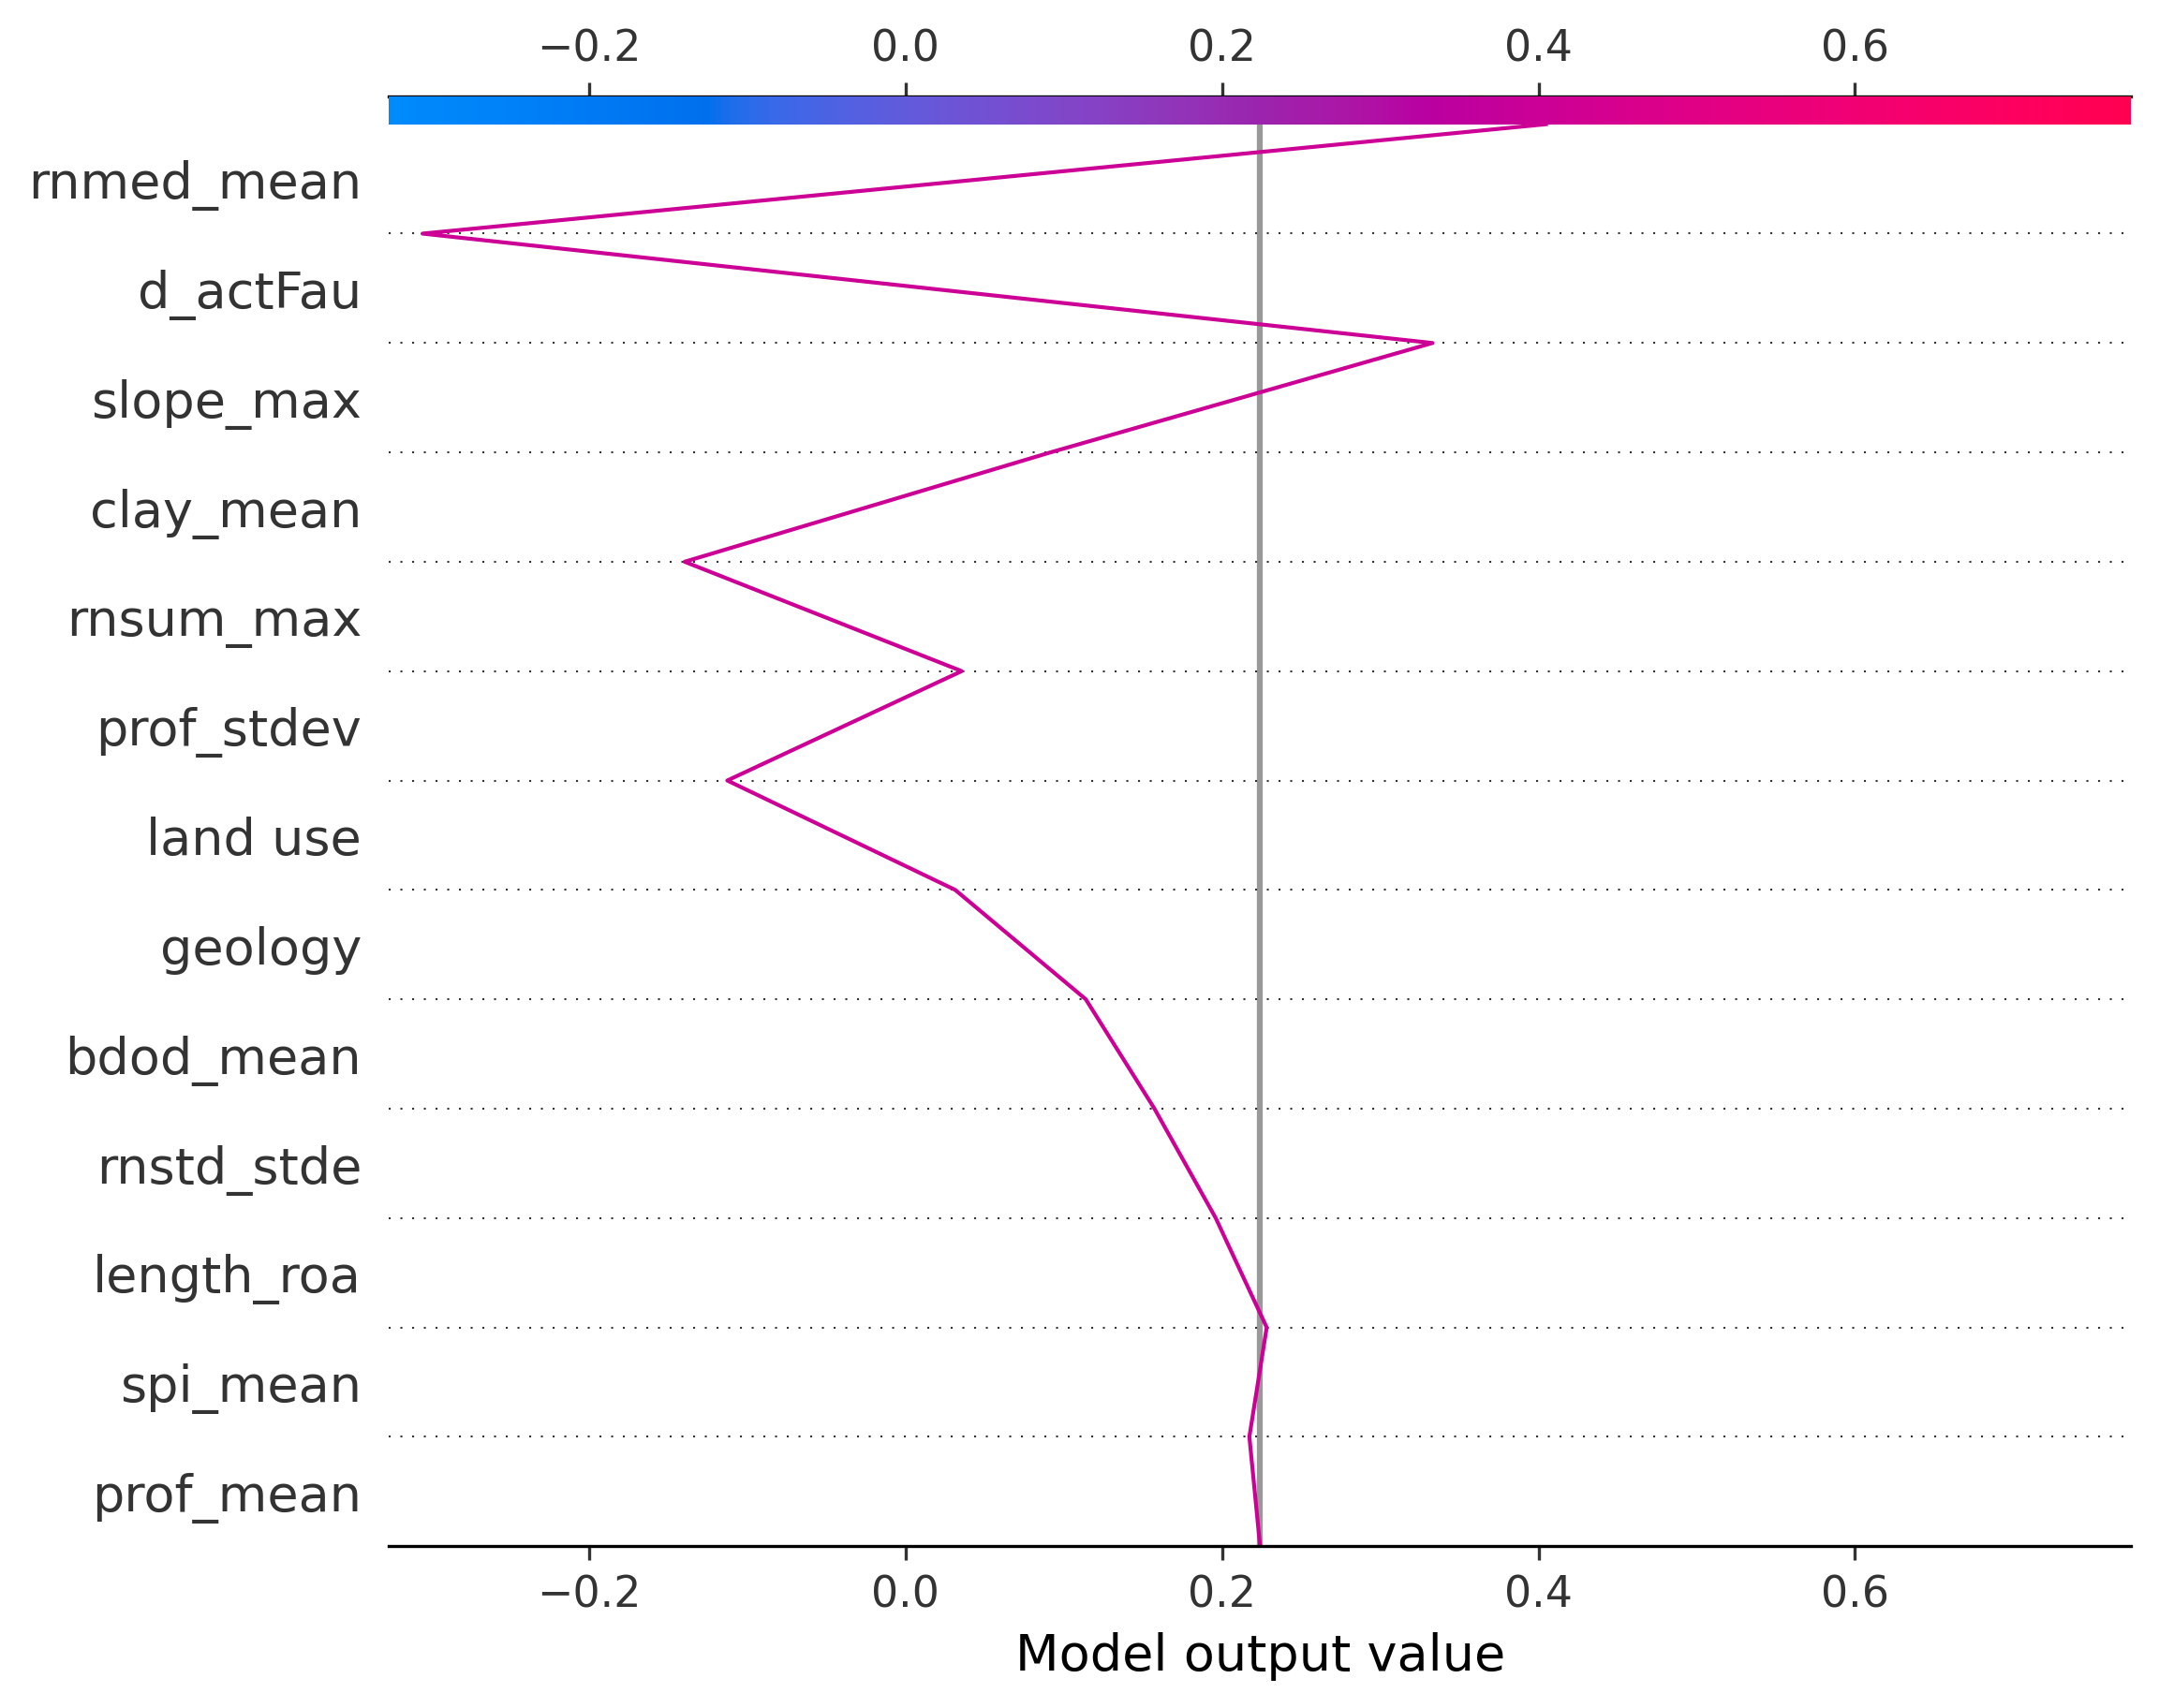 −0.2 0.0 0.2 0.4 0.6
rnmed_mean
d_actFau
slope_max
clay_mean
rnsum_max
prof_stdev
land use
geology
bdod_mean
rnstd_stde
length_roa
spi_mean
prof_mean
−0.2 0.0 0.2 0.4 0.6
Model output value